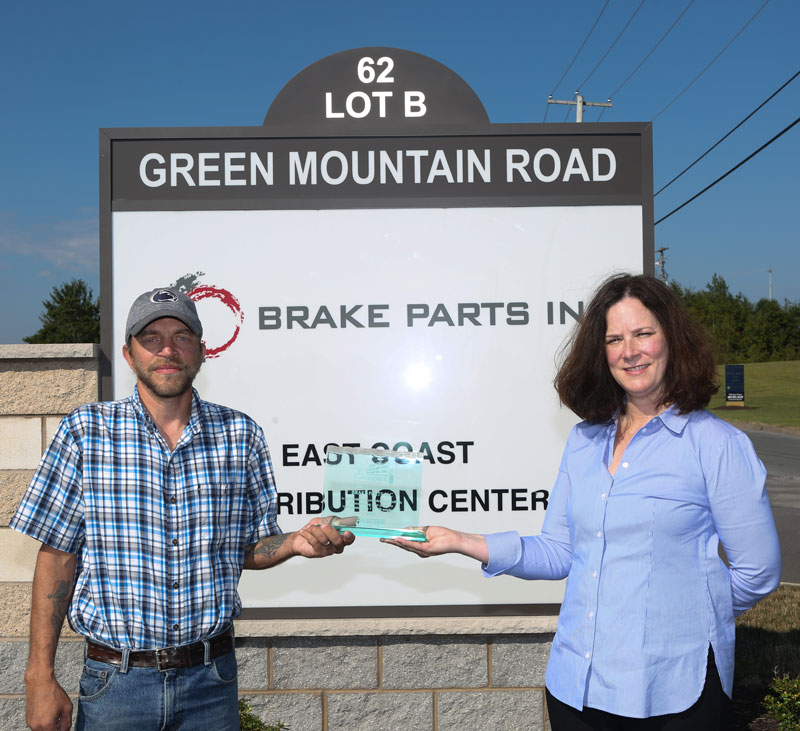 62
LOT B
GREEN MOUNTAIN ROAD
BRAKE PARTS IN
EAST COAST
RIBUTION CENTER